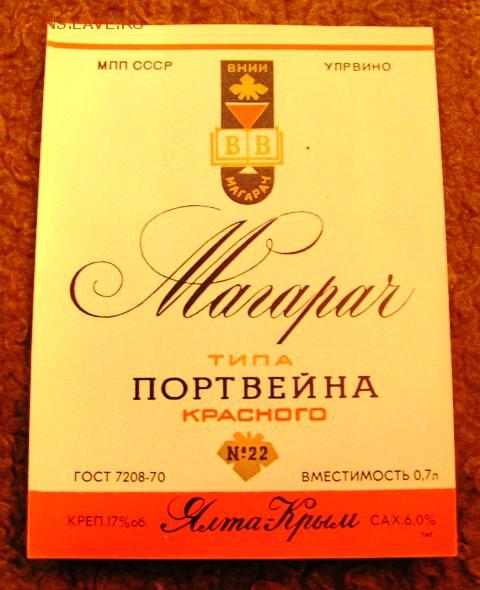 МПП СССР УПРВИНО
ВНИИ
ВВ
МАГАРАЧ
Магарач
ТИПА
ПОРТВЕЙНА
КРАСНОГО
№22
ГОСТ 7208-70 ВМЕСТИМОСТЬ 0,7л
КРЕП.17%об. Ялта-Крым САХ.6,0%